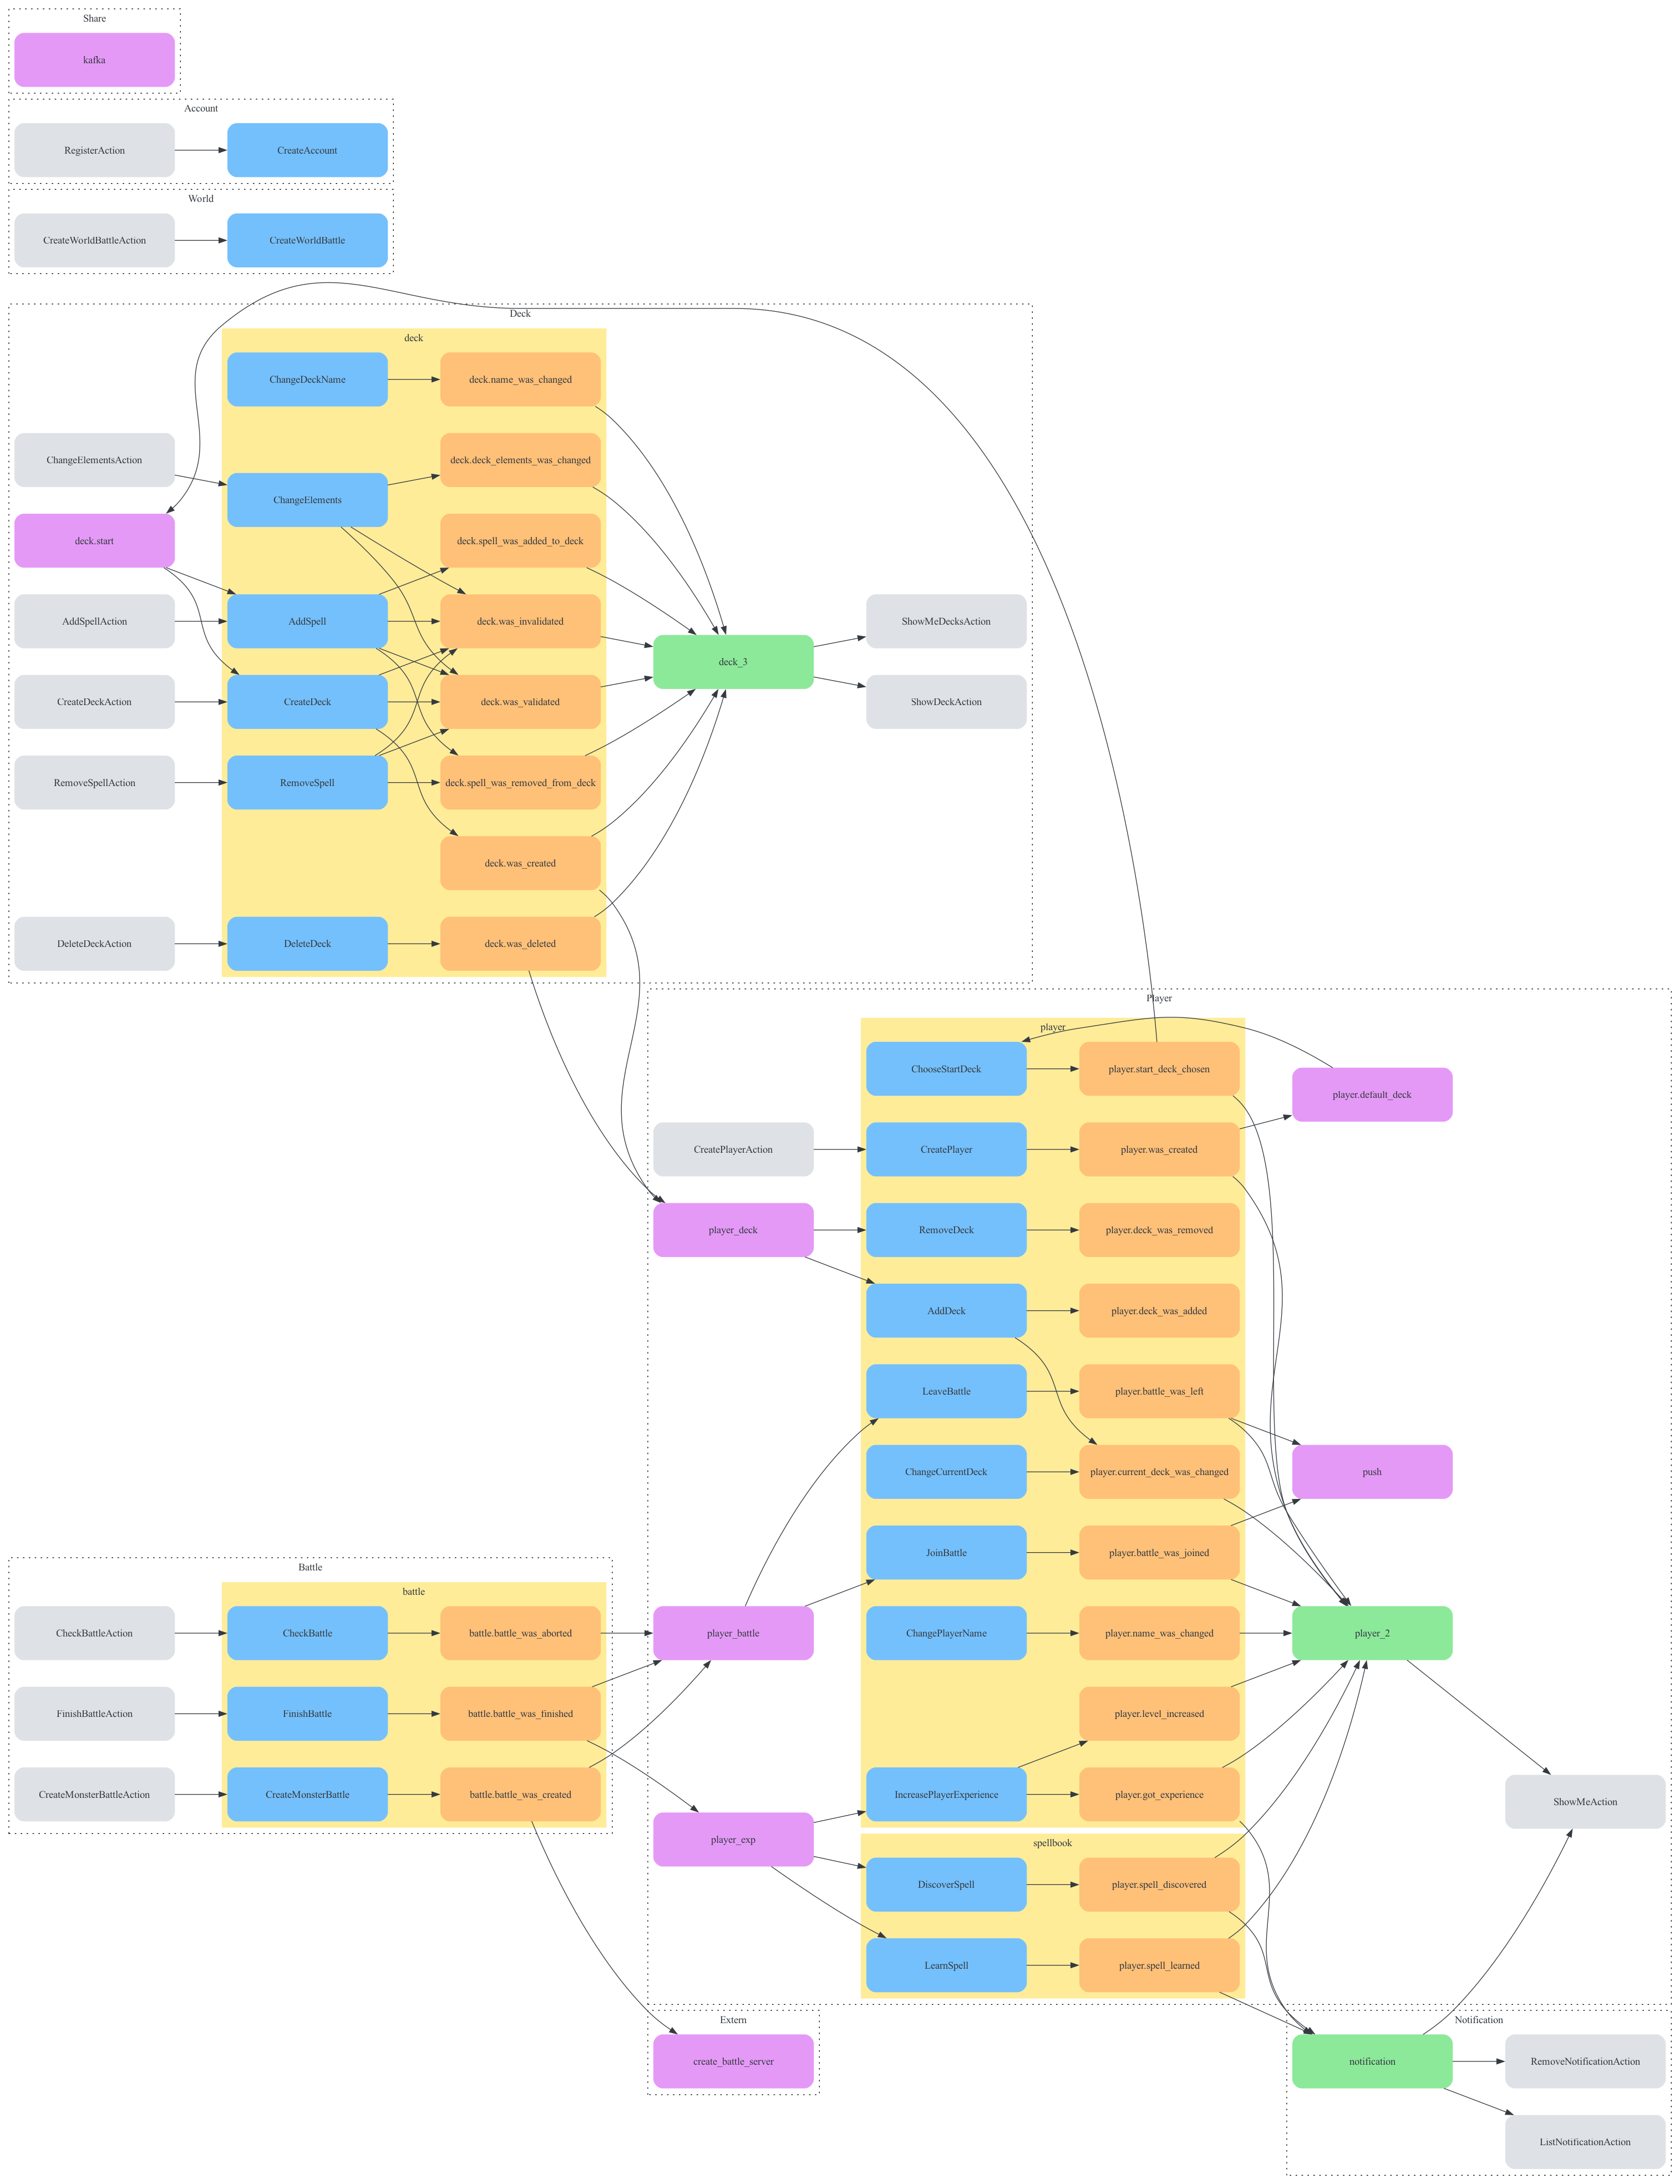 Share
kafka
Account
RegisterAction
CreateAccount
World
CreateWorldBattleAction
CreateWorldBattle
Deck
deck
ChangeDeckName
deck.name_was_changed
ChangeElementsAction
deck.deck_elements_was_changed
ChangeElements
deck.start
deck.spell_was_added_to_deck
AddSpellAction
AddSpell
deck.was_invalidated
ShowMeDecksAction
deck_3
CreateDeckAction
CreateDeck
deck.was_validated
ShowDeckAction
RemoveSpellAction
RemoveSpell
deck.spell_was_removed_from_deck
deck.was_created
DeleteDeckAction
DeleteDeck
deck.was_deleted
Player
player
ChooseStartDeck
player.start_deck_chosen
player.default_deck
CreatePlayerAction
CreatePlayer
player.was_created
player_deck
RemoveDeck
player.deck_was_removed
AddDeck
player.deck_was_added
LeaveBattle
player.battle_was_left
ChangeCurrentDeck
player.current_deck_was_changed
push
JoinBattle
player.battle_was_joined
Battle
battle
CheckBattleAction
CheckBattle
battle.battle_was_aborted
player_battle
ChangePlayerName
player.name_was_changed
player_2
FinishBattleAction
FinishBattle
battle.battle_was_finished
player.level_increased
CreateMonsterBattleAction
CreateMonsterBattle
battle.battle_was_created
IncreasePlayerExperience
player.got_experience
ShowMeAction
player_exp
spellbook
DiscoverSpell
player.spell_discovered
LearnSpell
player.spell_learned
Extern
create_battle_server
Notification
notification
RemoveNotificationAction
ListNotificationAction